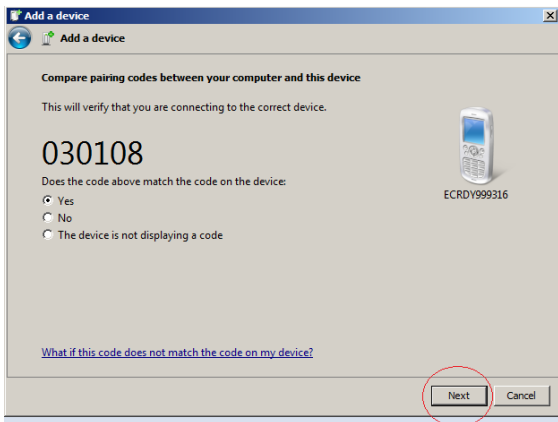 Add a device
Add a device
Compare pairing codes between your computer and this device
This will verify that you are connecting to the correct device.
030108
Does the code above match the code on the device:
Yes
No
The device is not displaying a code
ECRDY999316
What if this code does not match the code on my device?
Next Cancel